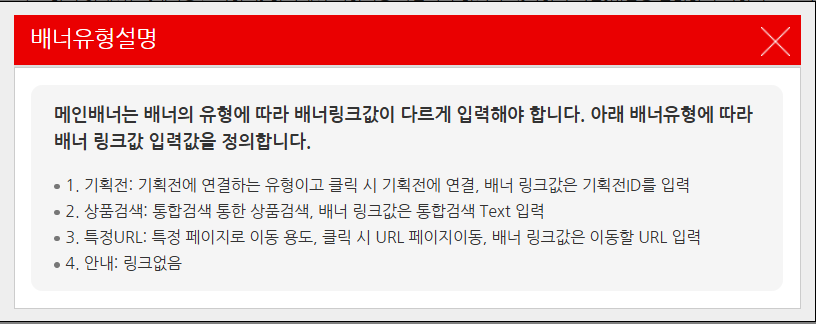 배너유형설명
메인배너는 배너의 유형에 따라 배너링크값이 다르게 입력해야 합니다. 아래 배너유형에 따라
배너 링크값 입력값을 정의합니다.
1. 기획전: 기획전에 연결하는 유형이고 클릭 시 기획전에 연결, 배너 링크값은 기획전ID를 입력
2. 상품검색: 통합검색 통한 상품검색, 배너 링크값은 통합검색 Text 입력
3. 특정URL: 특정 페이지로 이동 용도, 클릭 시 URL 페이지이동, 배너 링크값은 이동할 URL 입력
4. 안내: 링크없음